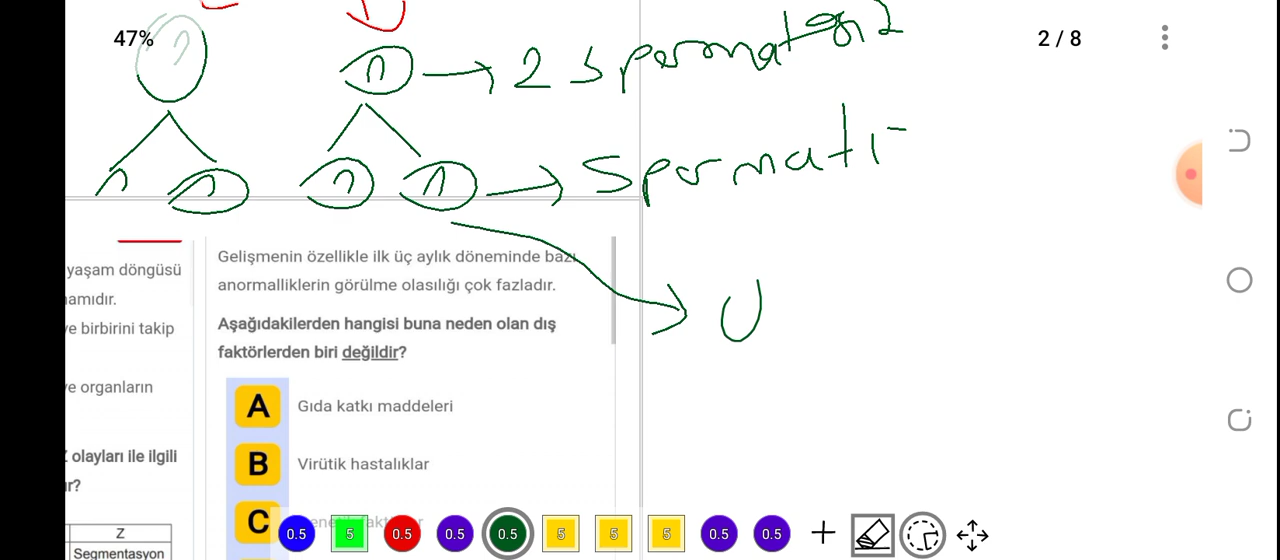 47%
2 / 8
n
n → 2 Spermatosi2
n n n → Spermati
U
yaşam döngüsü
amıdır.
ve birbirini takip
ve organların
olayları ile ilgili
ır?
Z
Segmentasyon
Gelişmenin özellikle ilk üç aylık döneminde bazı
anormalliklerin görülme olasılığı çok fazladır.
Aşağıdakilerden hangisi buna neden olan dış
faktörlerden biri değildir?
A Gıda katkı maddeleri
B Virütik hastalıklar
C
0.5 5 0.5 0.5 0.5 5 5 5 0.5 0.5